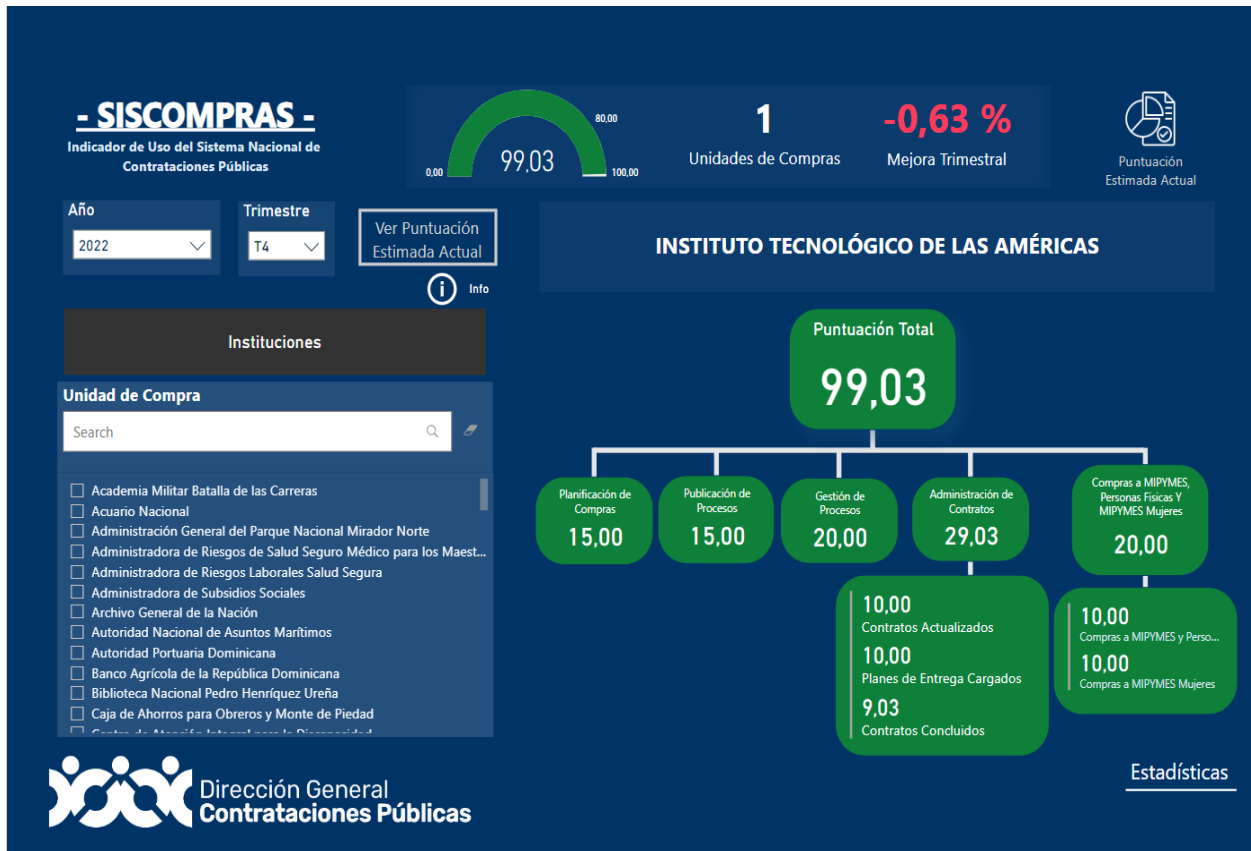 - SISCOMPRAS -
Indicador de Uso del Sistema Nacional de
Contrataciones Públicas
0,00
99,03
80,00
100,00
1
Unidades de Compras
-0,63 %
Mejora Trimestral
Puntuación
Estimada Actual
Año
2022
Trimestre
T4
Ver Puntuación
Estimada Actual
Info
INSTITUTO TECNOLÓGICO DE LAS AMÉRICAS
Instituciones
Unidad de Compra
Search
Academia Militar Batalla de las Carreras
Acuario Nacional
Administración General del Parque Nacional Mirador Norte
Administradora de Riesgos de Salud Seguro Médico para los Maest...
Administradora de Riesgos Laborales Salud Segura
Administradora de Subsidios Sociales
Archivo General de la Nación
Autoridad Nacional de Asuntos Marítimos
Autoridad Portuaria Dominicana
Banco Agrícola de la República Dominicana
Biblioteca Nacional Pedro Henríquez Ureña
Caja de Ahorros para Obreros y Monte de Piedad
Centro de Atención Integral para la Discapacidad
Puntuación Total
99,03
Planificación de
Compras
15,00
Publicación de
Procesos
15,00
Gestión de
Procesos
20,00
Administración de
Contratos
29,03
Compras a MIPYMES,
Personas Fisicas Y
MIPYMES Mujeres
20,00
10,00
Contratos Actualizados
10,00
Planes de Entrega Cargados
9,03
Contratos Concluidos
10,00
Compras a MIPYMES y Perso...
10,00
Compras a MIPYMES Mujeres
Dirección General
Contrataciones Públicas
Estadísticas